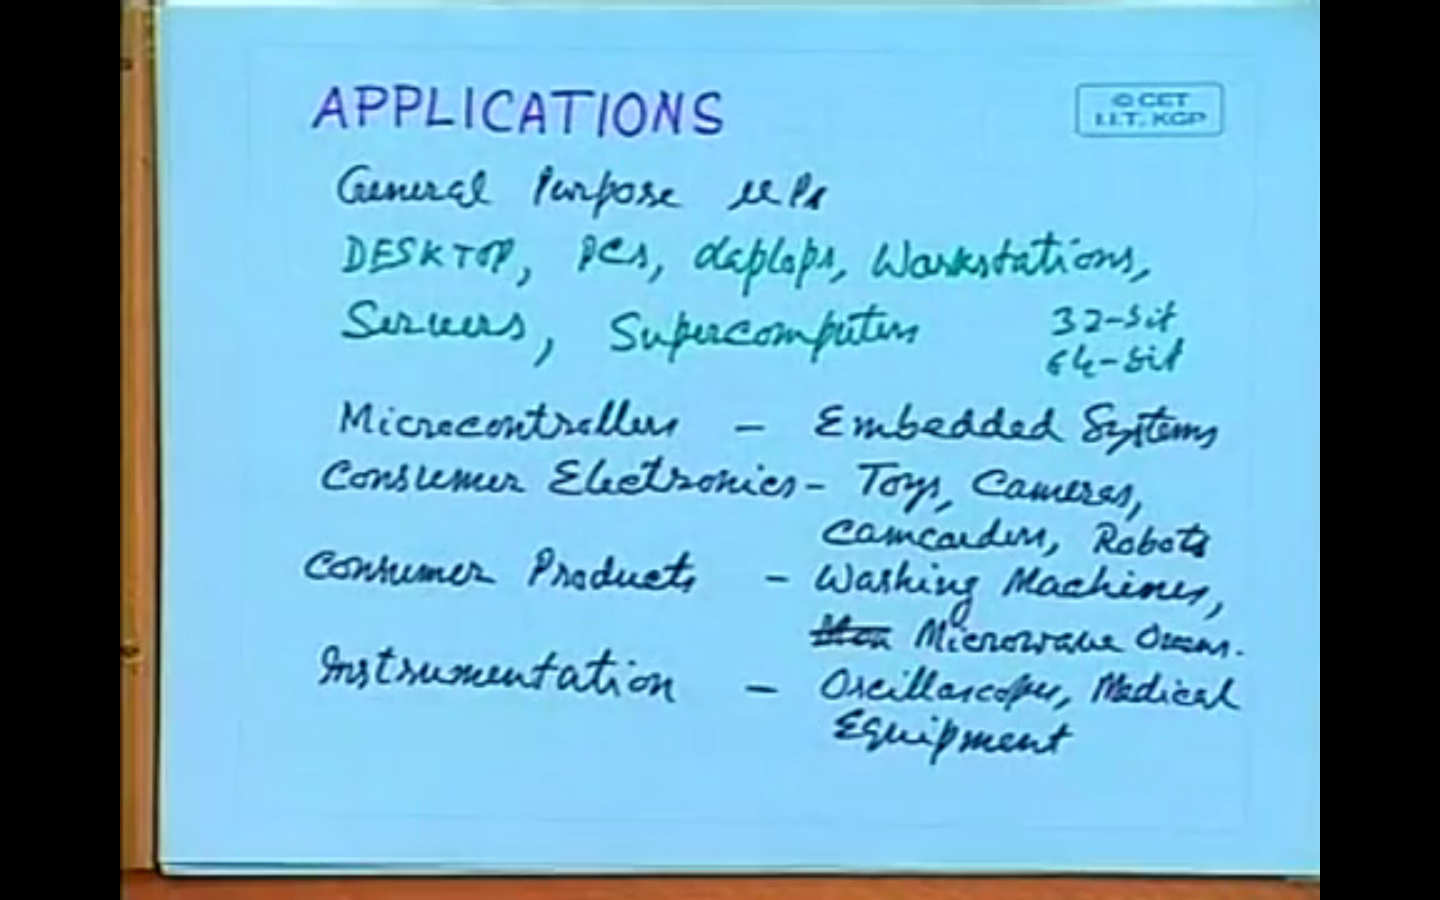 APPLICATIONS
© CET
I.I.T. KGP
General Purpose µPs
DESKTOP, PCs, Laptops, Workstations,
Servers, Supercomputers
32-bit
64-bit
Microcontrollers – Embedded Systems
Consumer Electronics – Toys, Cameras,
Camcorders, Robots
Consumer Products – Washing Machines,
Microwave Ovens.
Instrumentation – Oscilloscopes, Medical
Equipment